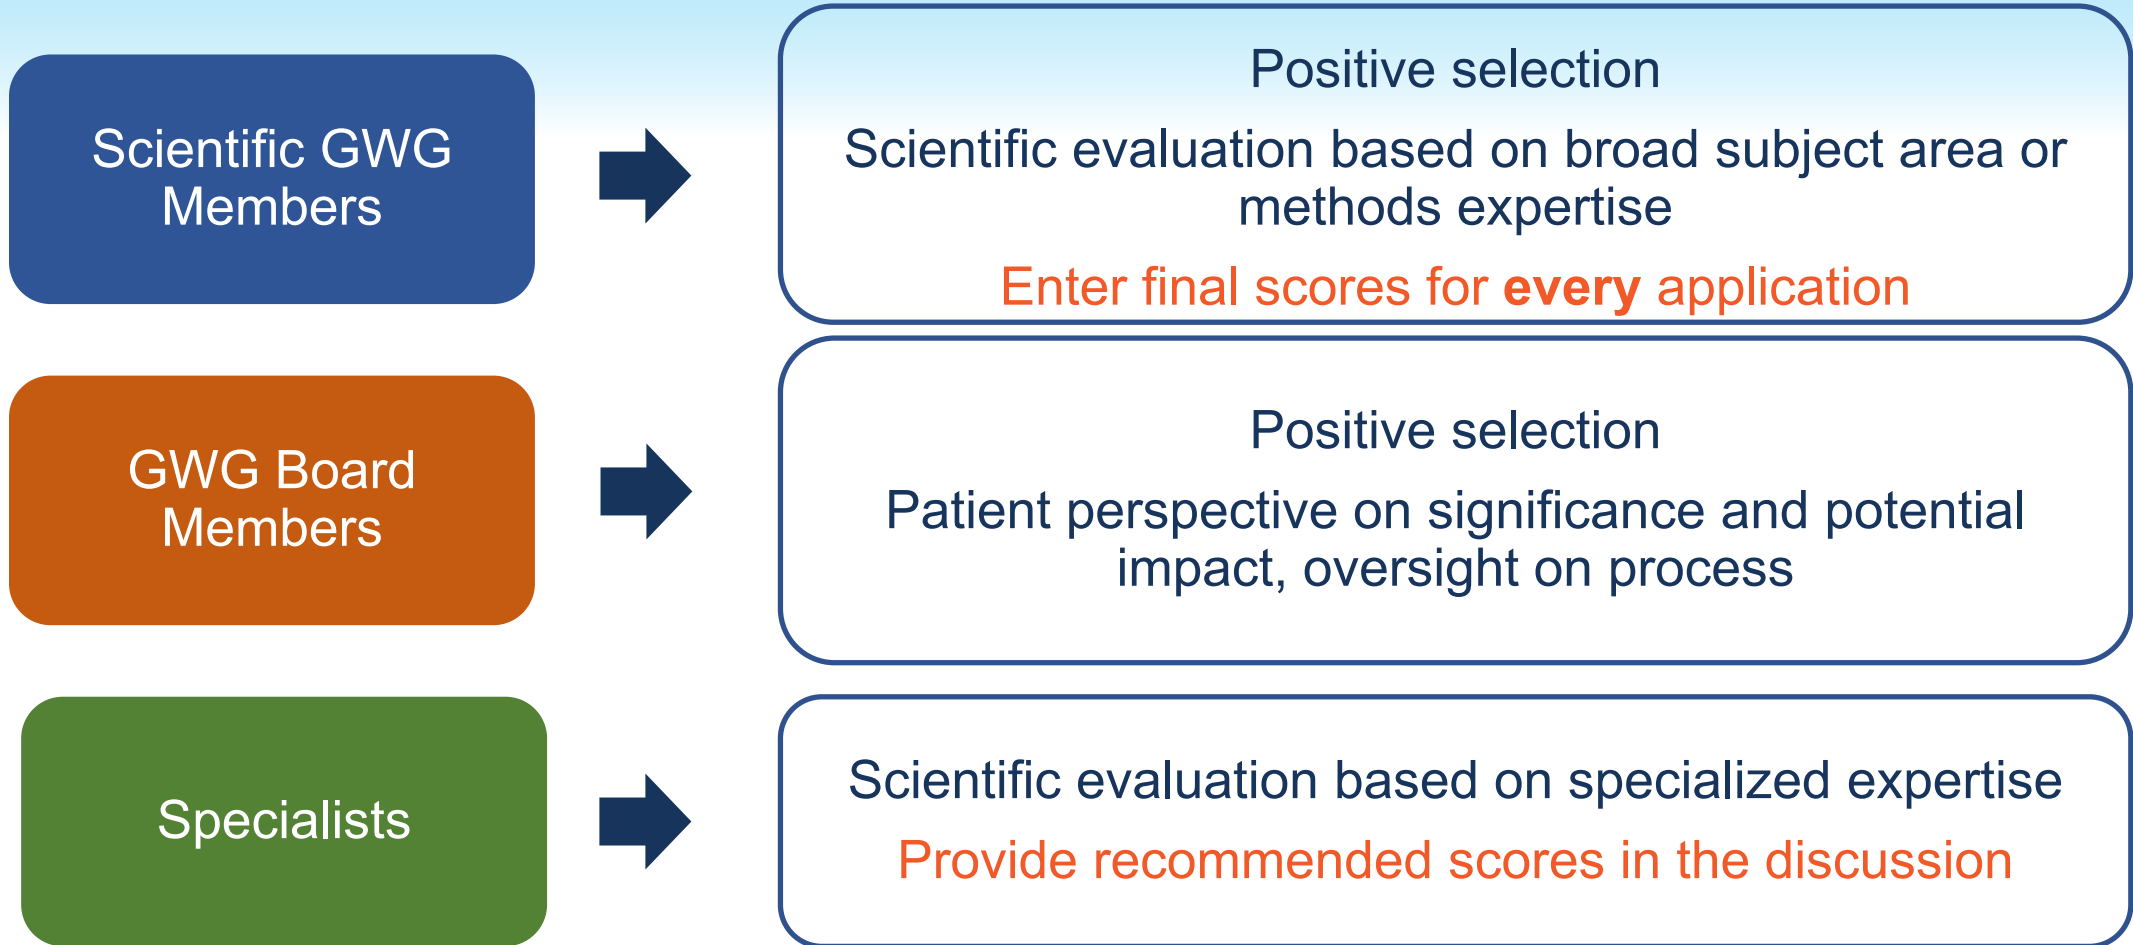 Scientific GWG
Members
Positive selection
Scientific evaluation based on broad subject area or
methods expertise
Enter final scores for every application
GWG Board
Members
Positive selection
Patient perspective on significance and potential
impact, oversight on process
Specialists
Scientific evaluation based on specialized expertise
Provide recommended scores in the discussion